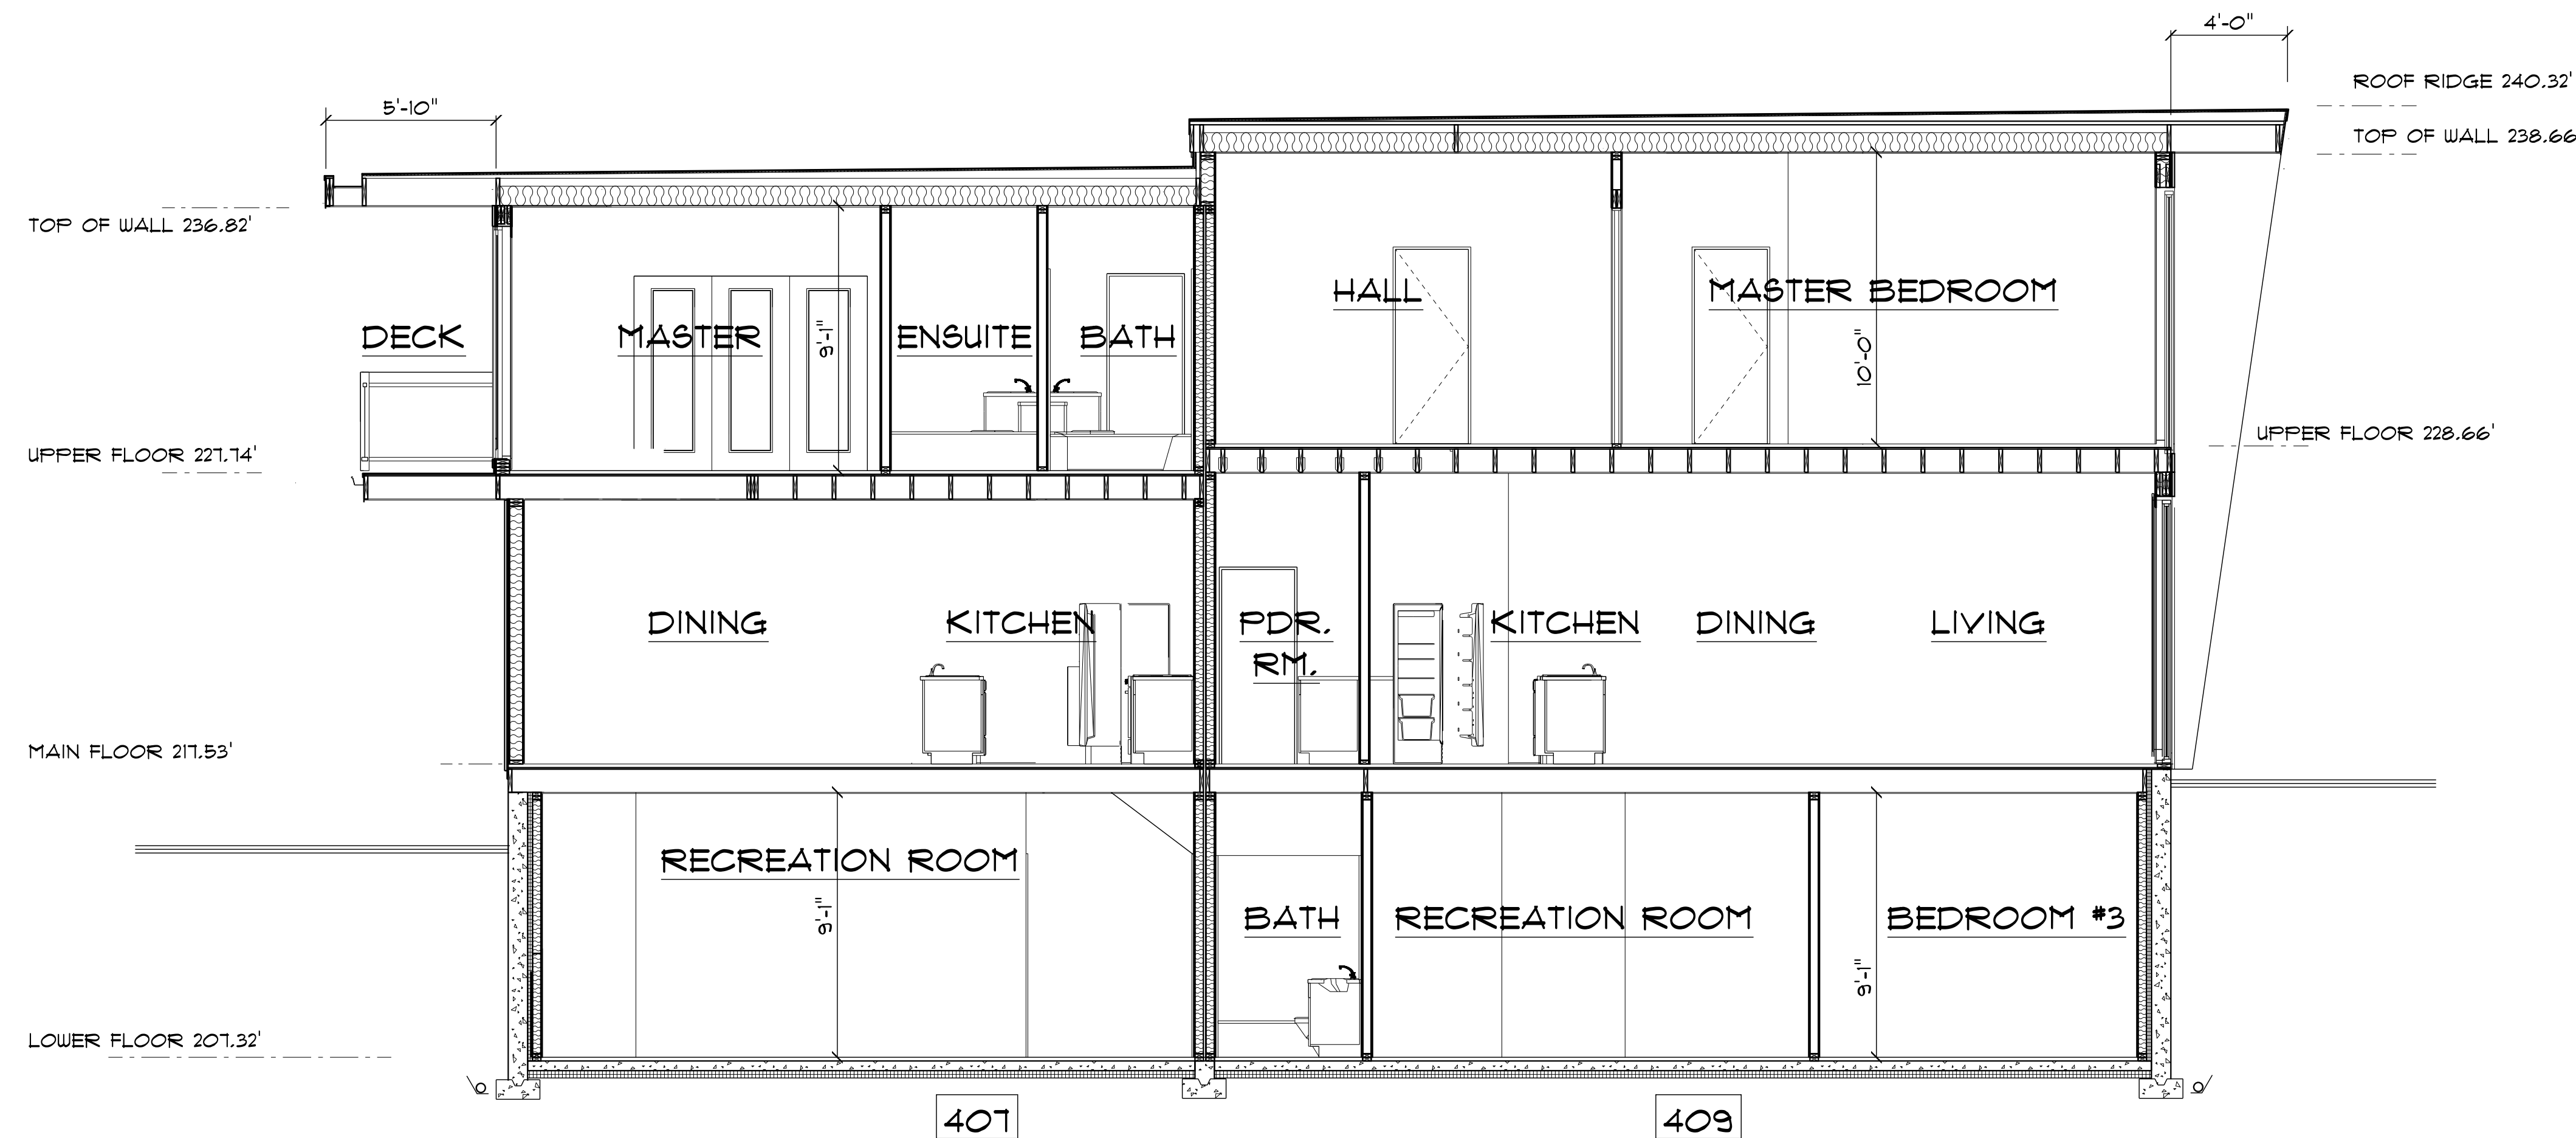 4'-0"
ROOF RIDGE 240.32'
5'-10"
TOP OF WALL 238.66
TOP OF WALL 236.82'
HALL
MASTER BEDROOM
DECK
MASTER
9'-1"
ENSUITE
BATH
10'-0"
UPPER FLOOR 227.74'
UPPER FLOOR 228.66'
DINING
KITCHEN
PDR.
RM.
KITCHEN
DINING
LIVING
MAIN FLOOR 217.53'
RECREATION ROOM
9'-1"
BATH
RECREATION ROOM
BEDROOM #3
9'-1"
LOWER FLOOR 207.32'
407
409